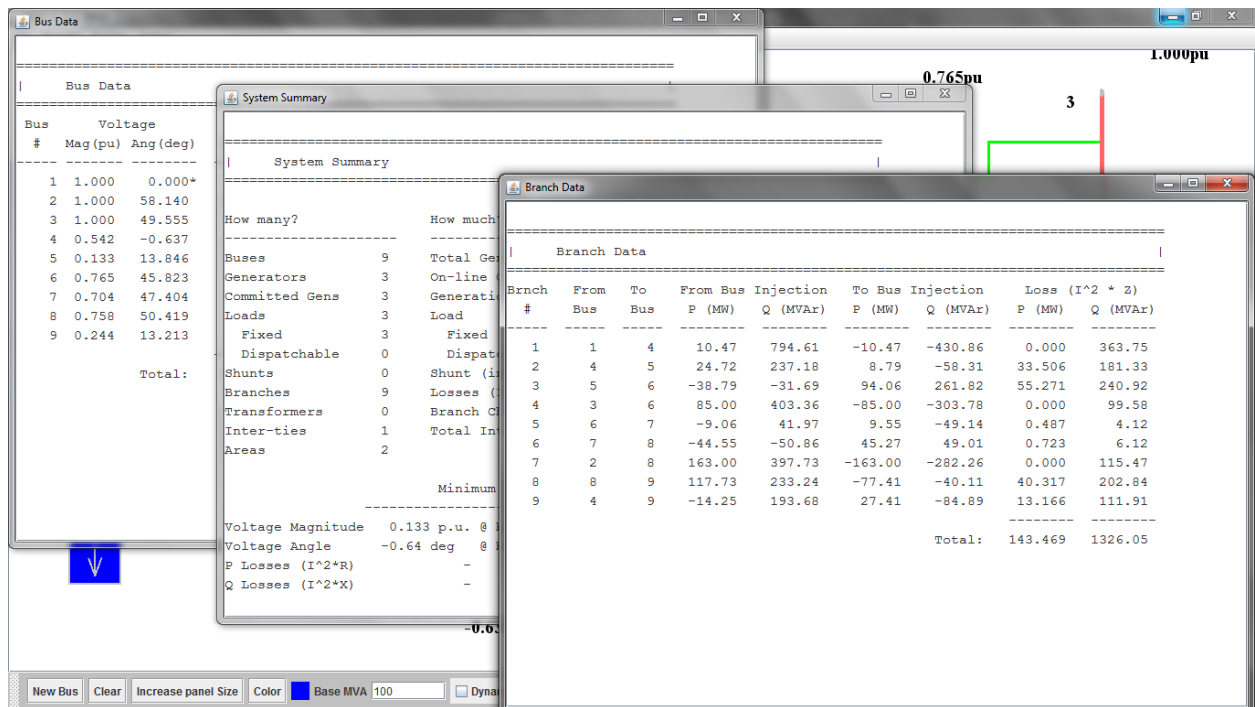 Bus Data
| Bus Data
Bus Voltage
# Mag(pu) Ang(deg)
----- ------- --------
1 1.000 0.000*
2 1.000 58.140
3 1.000 49.555
4 0.542 -0.637
5 0.133 13.846
6 0.765 45.823
7 0.704 47.404
8 0.758 50.419
9 0.244 13.213
Total:
System Summary
| System Summary |
How many? How much
Buses 9 Total Ge
Generators 3 On-line
Committed Gens 3 Generati
Loads 3 Load
Fixed 3 Fixed
Dispatchable 0 Dispat
Shunts 0 Shunt (i
Branches 9 Losses (
Transformers 0 Branch C
Inter-ties 1 Total In
Areas 2
Minimum
Voltage Magnitude 0.133 p.u. @
Voltage Angle -0.64 deg @
P Losses (I^2*R) -
Q Losses (I^2*X) -
Branch Data
| Branch Data |
Brnch From To From Bus Injection To Bus Injection Loss (I^2 * Z)
# Bus Bus P (MW) Q (MVAr) P (MW) Q (MVAr) P (MW) Q (MVAr)
----- ----- ----- -------- -------- -------- -------- -------- --------
1 1 4 10.47 794.61 -10.47 -430.86 0.000 363.75
2 4 5 24.72 237.18 8.79 -58.31 33.506 181.33
3 5 6 -38.79 -31.69 94.06 261.82 55.271 240.92
4 3 6 85.00 403.36 -85.00 -303.78 0.000 99.58
5 6 7 -9.06 41.97 9.55 -49.14 0.487 4.12
6 7 8 -44.55 -50.86 45.27 49.01 0.723 6.12
7 2 8 163.00 397.73 -163.00 -282.26 0.000 115.47
8 8 9 117.73 233.24 -77.41 -40.11 40.317 202.84
9 4 9 -14.25 193.68 27.41 -84.89 13.166 111.91
-------- --------
Total: 143.469 1326.05
1.000pu
0.765pu
3
-0.63
New Bus Clear Increase panel Size Color Base MVA 100 Dyna